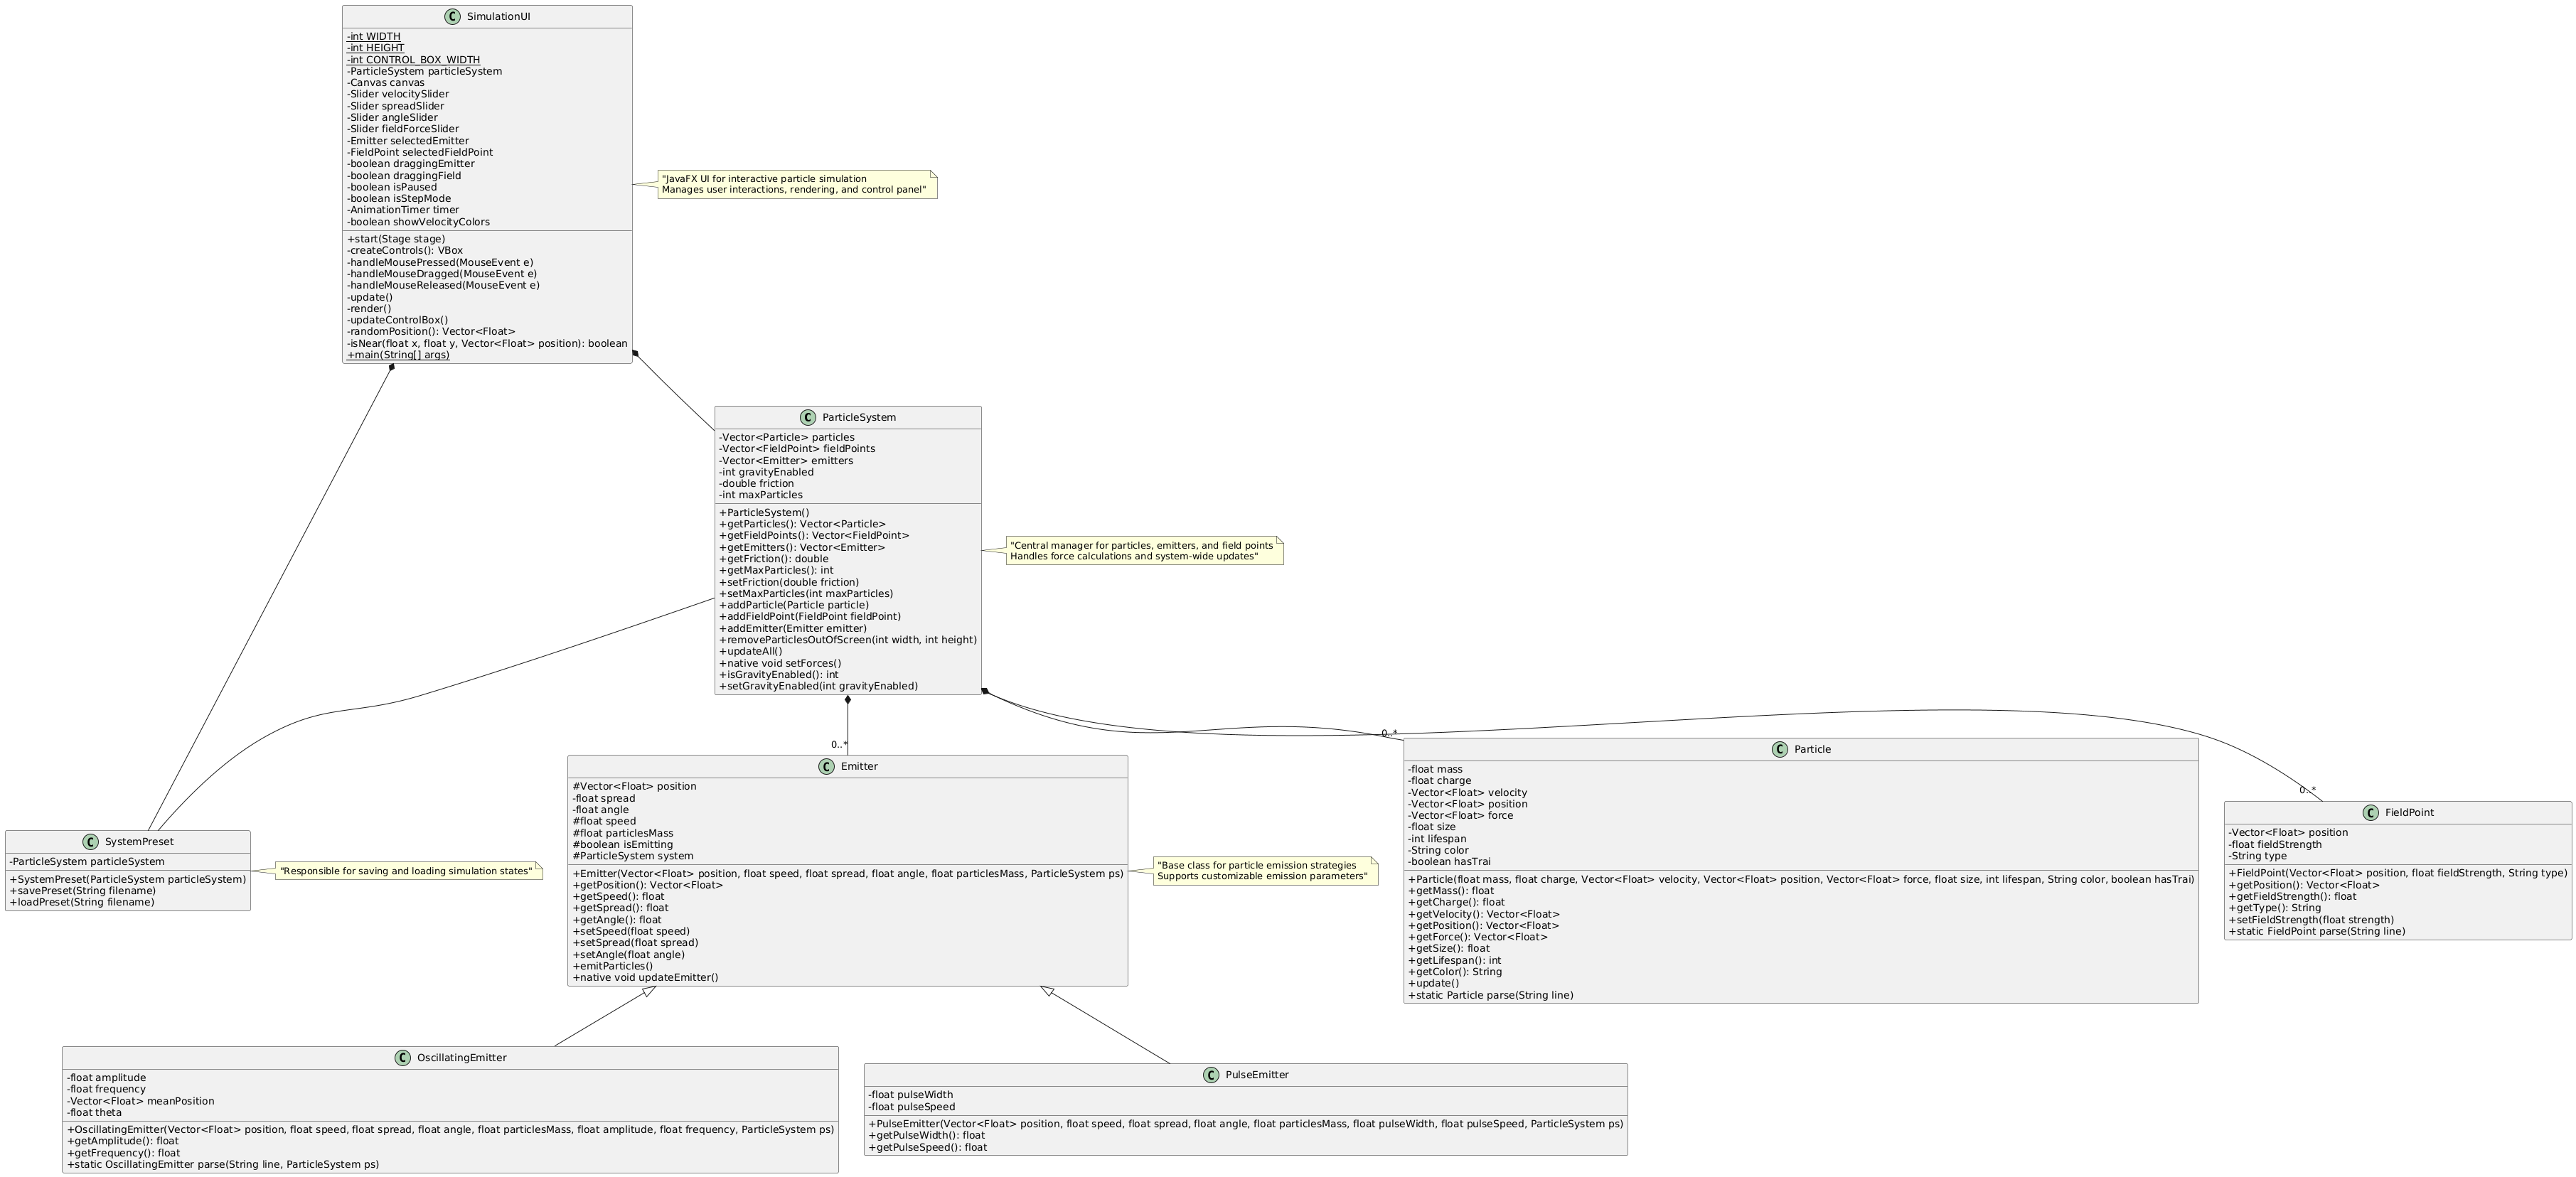 C SimulationUI
-int WIDTH
-int HEIGHT
-int CONTROL_BOX_WIDTH
-ParticleSystem particleSystem
-Canvas canvas
-Slider velocitySlider
-Slider spreadSlider
-Slider angleSlider
-Slider fieldForceSlider
-Emitter selectedEmitter
-FieldPoint selectedFieldPoint
-boolean draggingEmitter
-boolean draggingField
-boolean isPaused
-boolean isStepMode
-AnimationTimer timer
-boolean showVelocityColors
+start(Stage stage)
-createControls(): VBox
-handleMousePressed(MouseEvent e)
-handleMouseDragged(MouseEvent e)
-handleMouseReleased(MouseEvent e)
-update()
-render()
-updateControlBox()
-randomPosition(): Vector<Float>
-isNear(float x, float y, Vector<Float> position): boolean
+main(String[] args)
"JavaFX UI for interactive particle simulation
Manages user interactions, rendering, and control panel"
C ParticleSystem
-Vector<Particle> particles
-Vector<FieldPoint> fieldPoints
-Vector<Emitter> emitters
-int gravityEnabled
-double friction
-int maxParticles
+ParticleSystem()
+getParticles(): Vector<Particle>
+getFieldPoints(): Vector<FieldPoint>
+getEmitters(): Vector<Emitter>
+getFriction(): double
+getMaxParticles(): int
+setFriction(double friction)
+setMaxParticles(int maxParticles)
+addParticle(Particle particle)
+addFieldPoint(FieldPoint fieldPoint)
+addEmitter(Emitter emitter)
+removeParticlesOutOfScreen(int width, int height)
+updateAll()
+native void setForces()
+isGravityEnabled(): int
+setGravityEnabled(int gravityEnabled)
"Central manager for particles, emitters, and field points
Handles force calculations and system-wide updates"
0..*
0..*
0..*
C SystemPreset
-ParticleSystem particleSystem
+SystemPreset(ParticleSystem particleSystem)
+savePreset(String filename)
+loadPreset(String filename)
"Responsible for saving and loading simulation states"
C Emitter
#Vector<Float> position
-float spread
-float angle
#float speed
#float particlesMass
#boolean isEmitting
#ParticleSystem system
+Emitter(Vector<Float> position, float speed, float spread, float angle, float particlesMass, ParticleSystem ps)
+getPosition(): Vector<Float>
+getSpeed(): float
+getSpread(): float
+getAngle(): float
+setSpeed(float speed)
+setSpread(float spread)
+setAngle(float angle)
+emitParticles()
+native void updateEmitter()
"Base class for particle emission strategies
Supports customizable emission parameters"
C Particle
-float mass
-float charge
-Vector<Float> velocity
-Vector<Float> position
-Vector<Float> force
-float size
-int lifespan
-String color
-boolean hasTrai
+Particle(float mass, float charge, Vector<Float> velocity, Vector<Float> position, Vector<Float> force, float size, int lifespan, String color, boolean hasTrai)
+getMass(): float
+getCharge(): float
+getVelocity(): Vector<Float>
+getPosition(): Vector<Float>
+getForce(): Vector<Float>
+getSize(): float
+getLifespan(): int
+getColor(): String
+update()
+static Particle parse(String line)
C FieldPoint
-Vector<Float> position
-float fieldStrength
-String type
+FieldPoint(Vector<Float> position, float fieldStrength, String type)
+getPosition(): Vector<Float>
+getFieldStrength(): float
+getType(): String
+setFieldStrength(float strength)
+static FieldPoint parse(String line)
C OscillatingEmitter
-float amplitude
-float frequency
-Vector<Float> meanPosition
-float theta
+OscillatingEmitter(Vector<Float> position, float speed, float spread, float angle, float particlesMass, float amplitude, float frequency, ParticleSystem ps)
+getAmplitude(): float
+getFrequency(): float
+static OscillatingEmitter parse(String line, ParticleSystem ps)
C PulseEmitter
-float pulseWidth
-float pulseSpeed
+PulseEmitter(Vector<Float> position, float speed, float spread, float angle, float particlesMass, float pulseWidth, float pulseSpeed, ParticleSystem ps)
+getPulseWidth(): float
+getPulseSpeed(): float